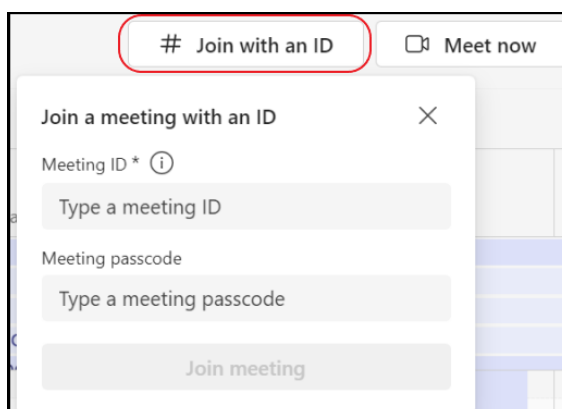 # Join with an ID
Meet now
Join a meeting with an ID
Meeting ID *
Type a meeting ID
Meeting passcode
Type a meeting passcode
Join meeting